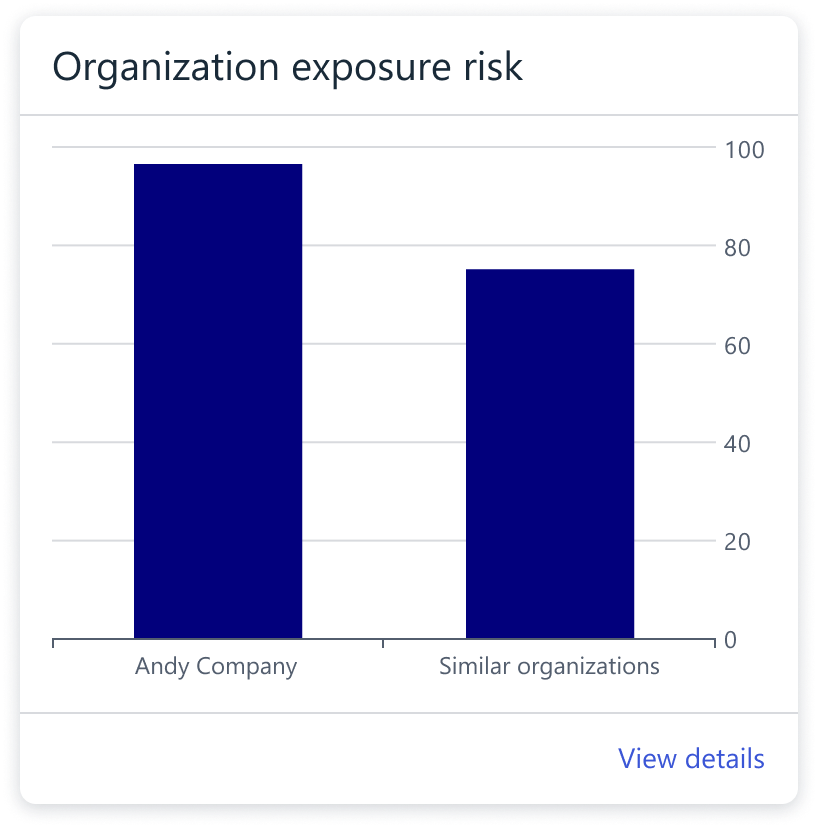 Organization exposure risk
100
80
60
40
20
0
Andy Company
Similar organizations
View details